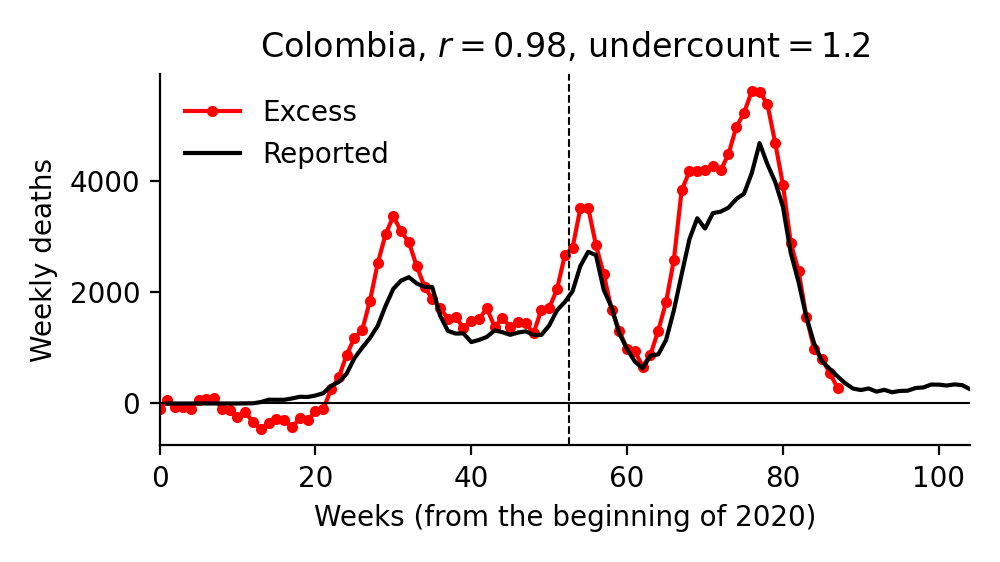 Colombia, r = 0.98, undercount = 1.2
Excess
Reported
Weekly deaths
4000
2000
0
0 20 40 60 80 100
Weeks (from the beginning of 2020)